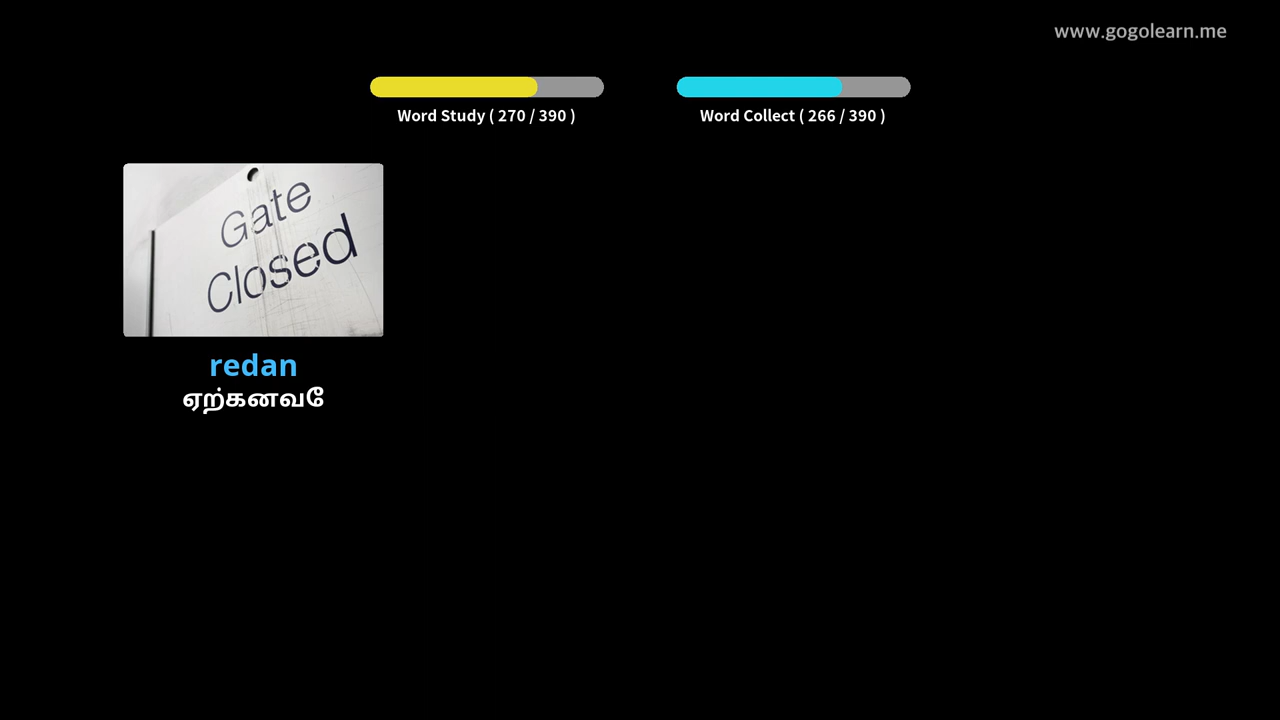 www.gogolearn.me
Word Study ( 270 / 390 )
Word Collect ( 266 / 390 )
Gate
Closed
redan
ஏற்கனவே